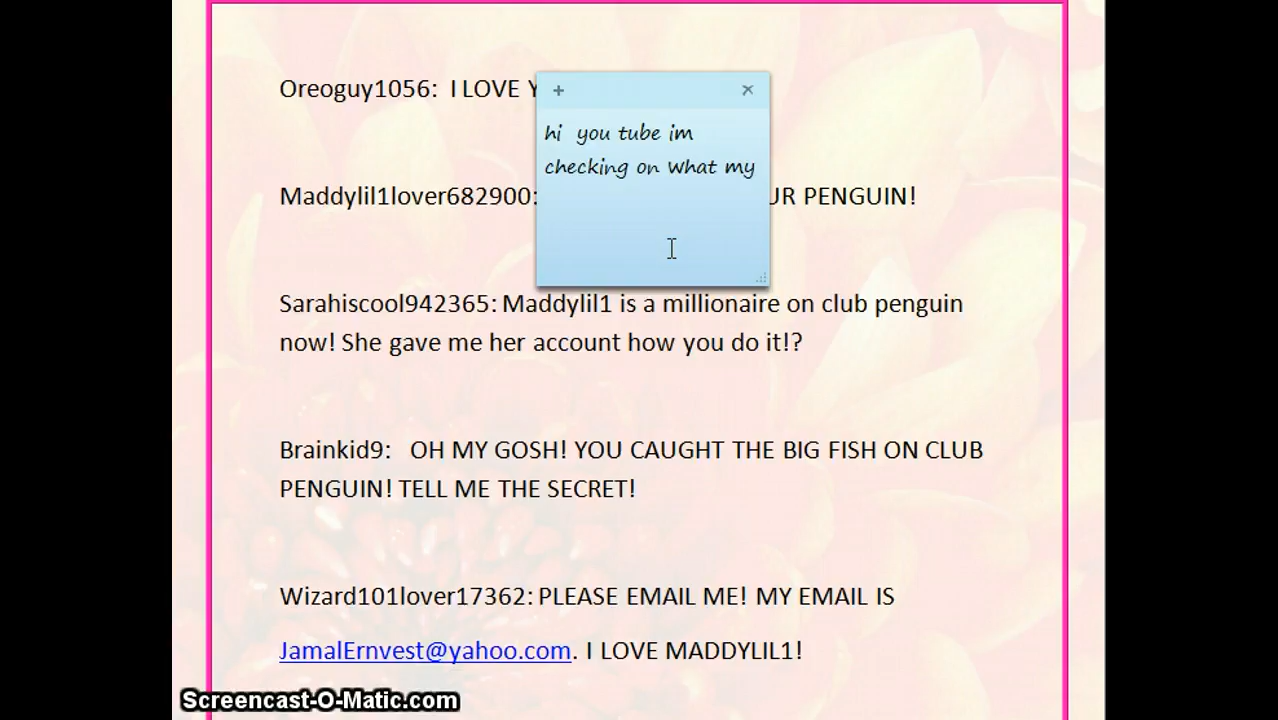 Oreoguy1056: I LOVE
hi you tube im
checking on what my
Maddylil1lover682900: PENGUIN!
Sarahiscool942365: Maddylil1 is a millionaire on club penguin
now! She gave me her account how you do it!?
Brainkid9: OH MY GOSH! YOU CAUGHT THE BIG FISH ON CLUB
PENGUIN! TELL ME THE SECRET!
Wizard101lover17362: PLEASE EMAIL ME! MY EMAIL IS
JamalErnvest@yahoo.com. I LOVE MADDYLIL1!
Screencast-O-Matic.com